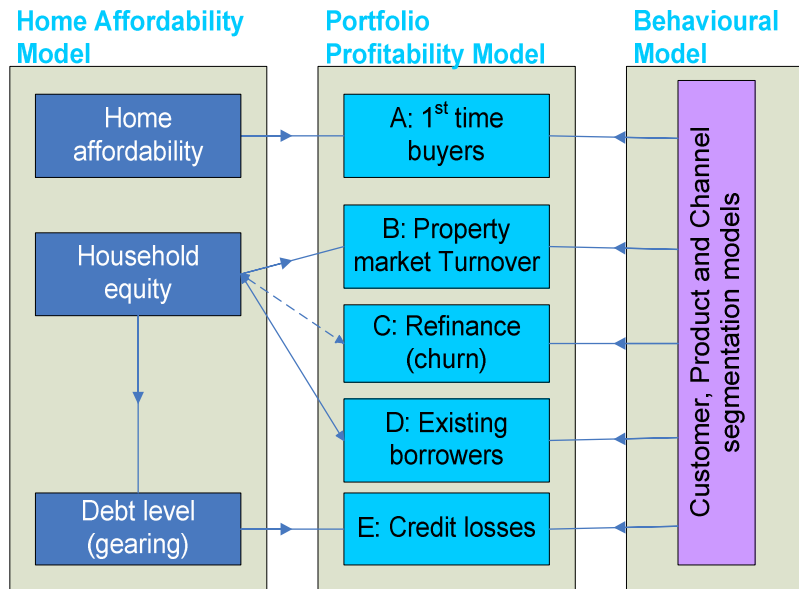 Home Affordability
Model
Portfolio
Profitability Model
Behavioural
Model
Home
affordability
Household
equity
Debt level
(gearing)
A: 1st time
buyers
B: Property
market Turnover
C: Refinance
(churn)
D: Existing
borrowers
E: Credit losses
Customer, Product and Channel
segmentation models